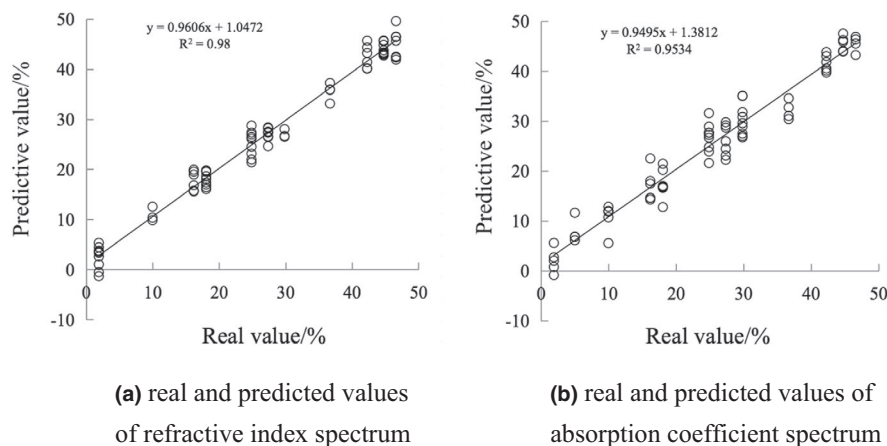 y = 0.9606x + 1.0472
R² = 0.98
Predictive value/%
50
40
30
20
10
0
-10
0
10
20
30
40
50
Real value/%
(a) real and predicted values
of refractive index spectrum
y = 0.9495x + 1.3812
R² = 0.9534
Predictive value/%
50
40
30
20
10
0
-10
0
10
20
30
40
50
Real value/%
(b) real and predicted values of
absorption coefficient spectrum